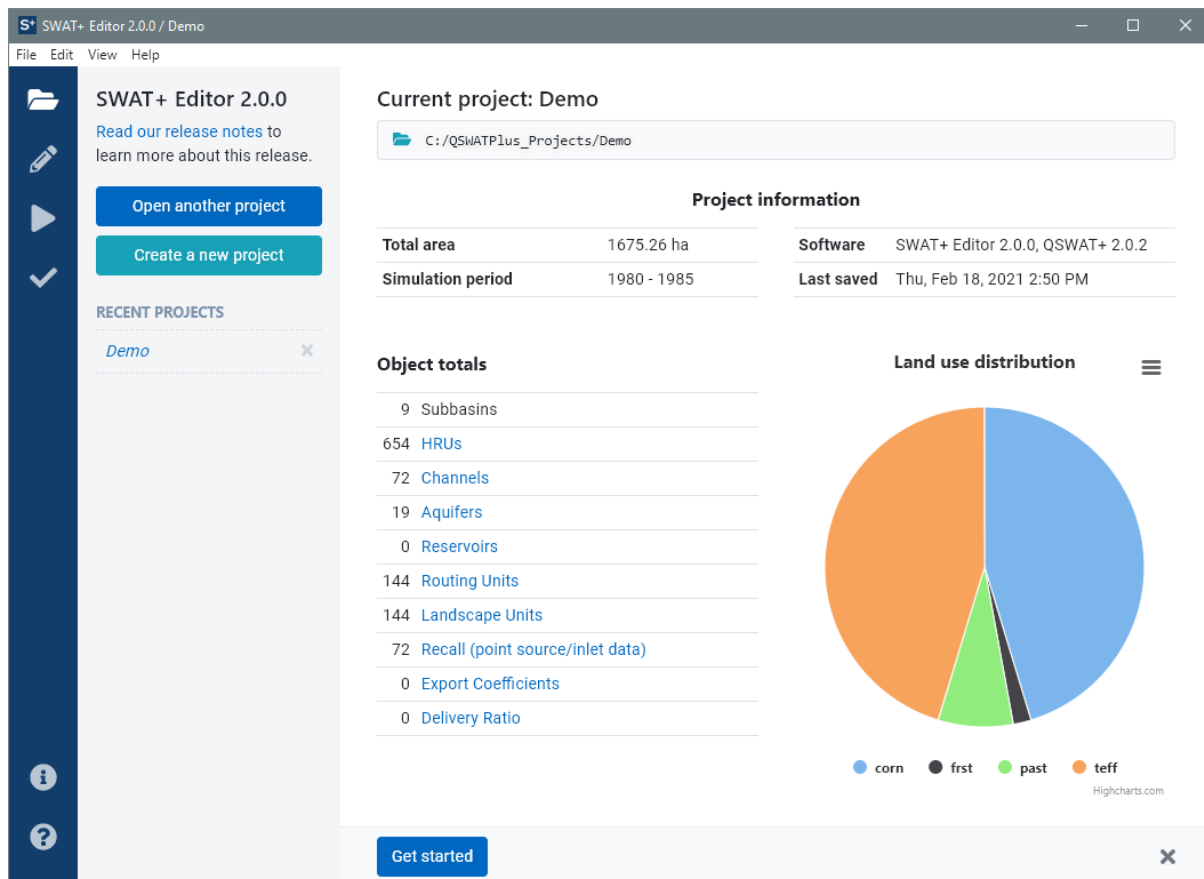 S+ SWAT+ Editor 2.0.0 / Demo
File Edit View Help
SWAT+ Editor 2.0.0
Read our release notes to
learn more about this release.
Open another project
Create a new project
RECENT PROJECTS
Demo
Current project: Demo
C:/QSWATPlus_Projects/Demo
Project information
Total area 1675.26 ha
Simulation period 1980 - 1985
Software SWAT+ Editor 2.0.0, QSWAT+ 2.0.2
Last saved Thu, Feb 18, 2021 2:50 PM
Object totals
9 Subbasins
654 HRUs
72 Channels
19 Aquifers
0 Reservoirs
144 Routing Units
144 Landscape Units
72 Recall (point source/inlet data)
0 Export Coefficients
0 Delivery Ratio
Land use distribution
corn frst past teff
Highcharts.com
Get started